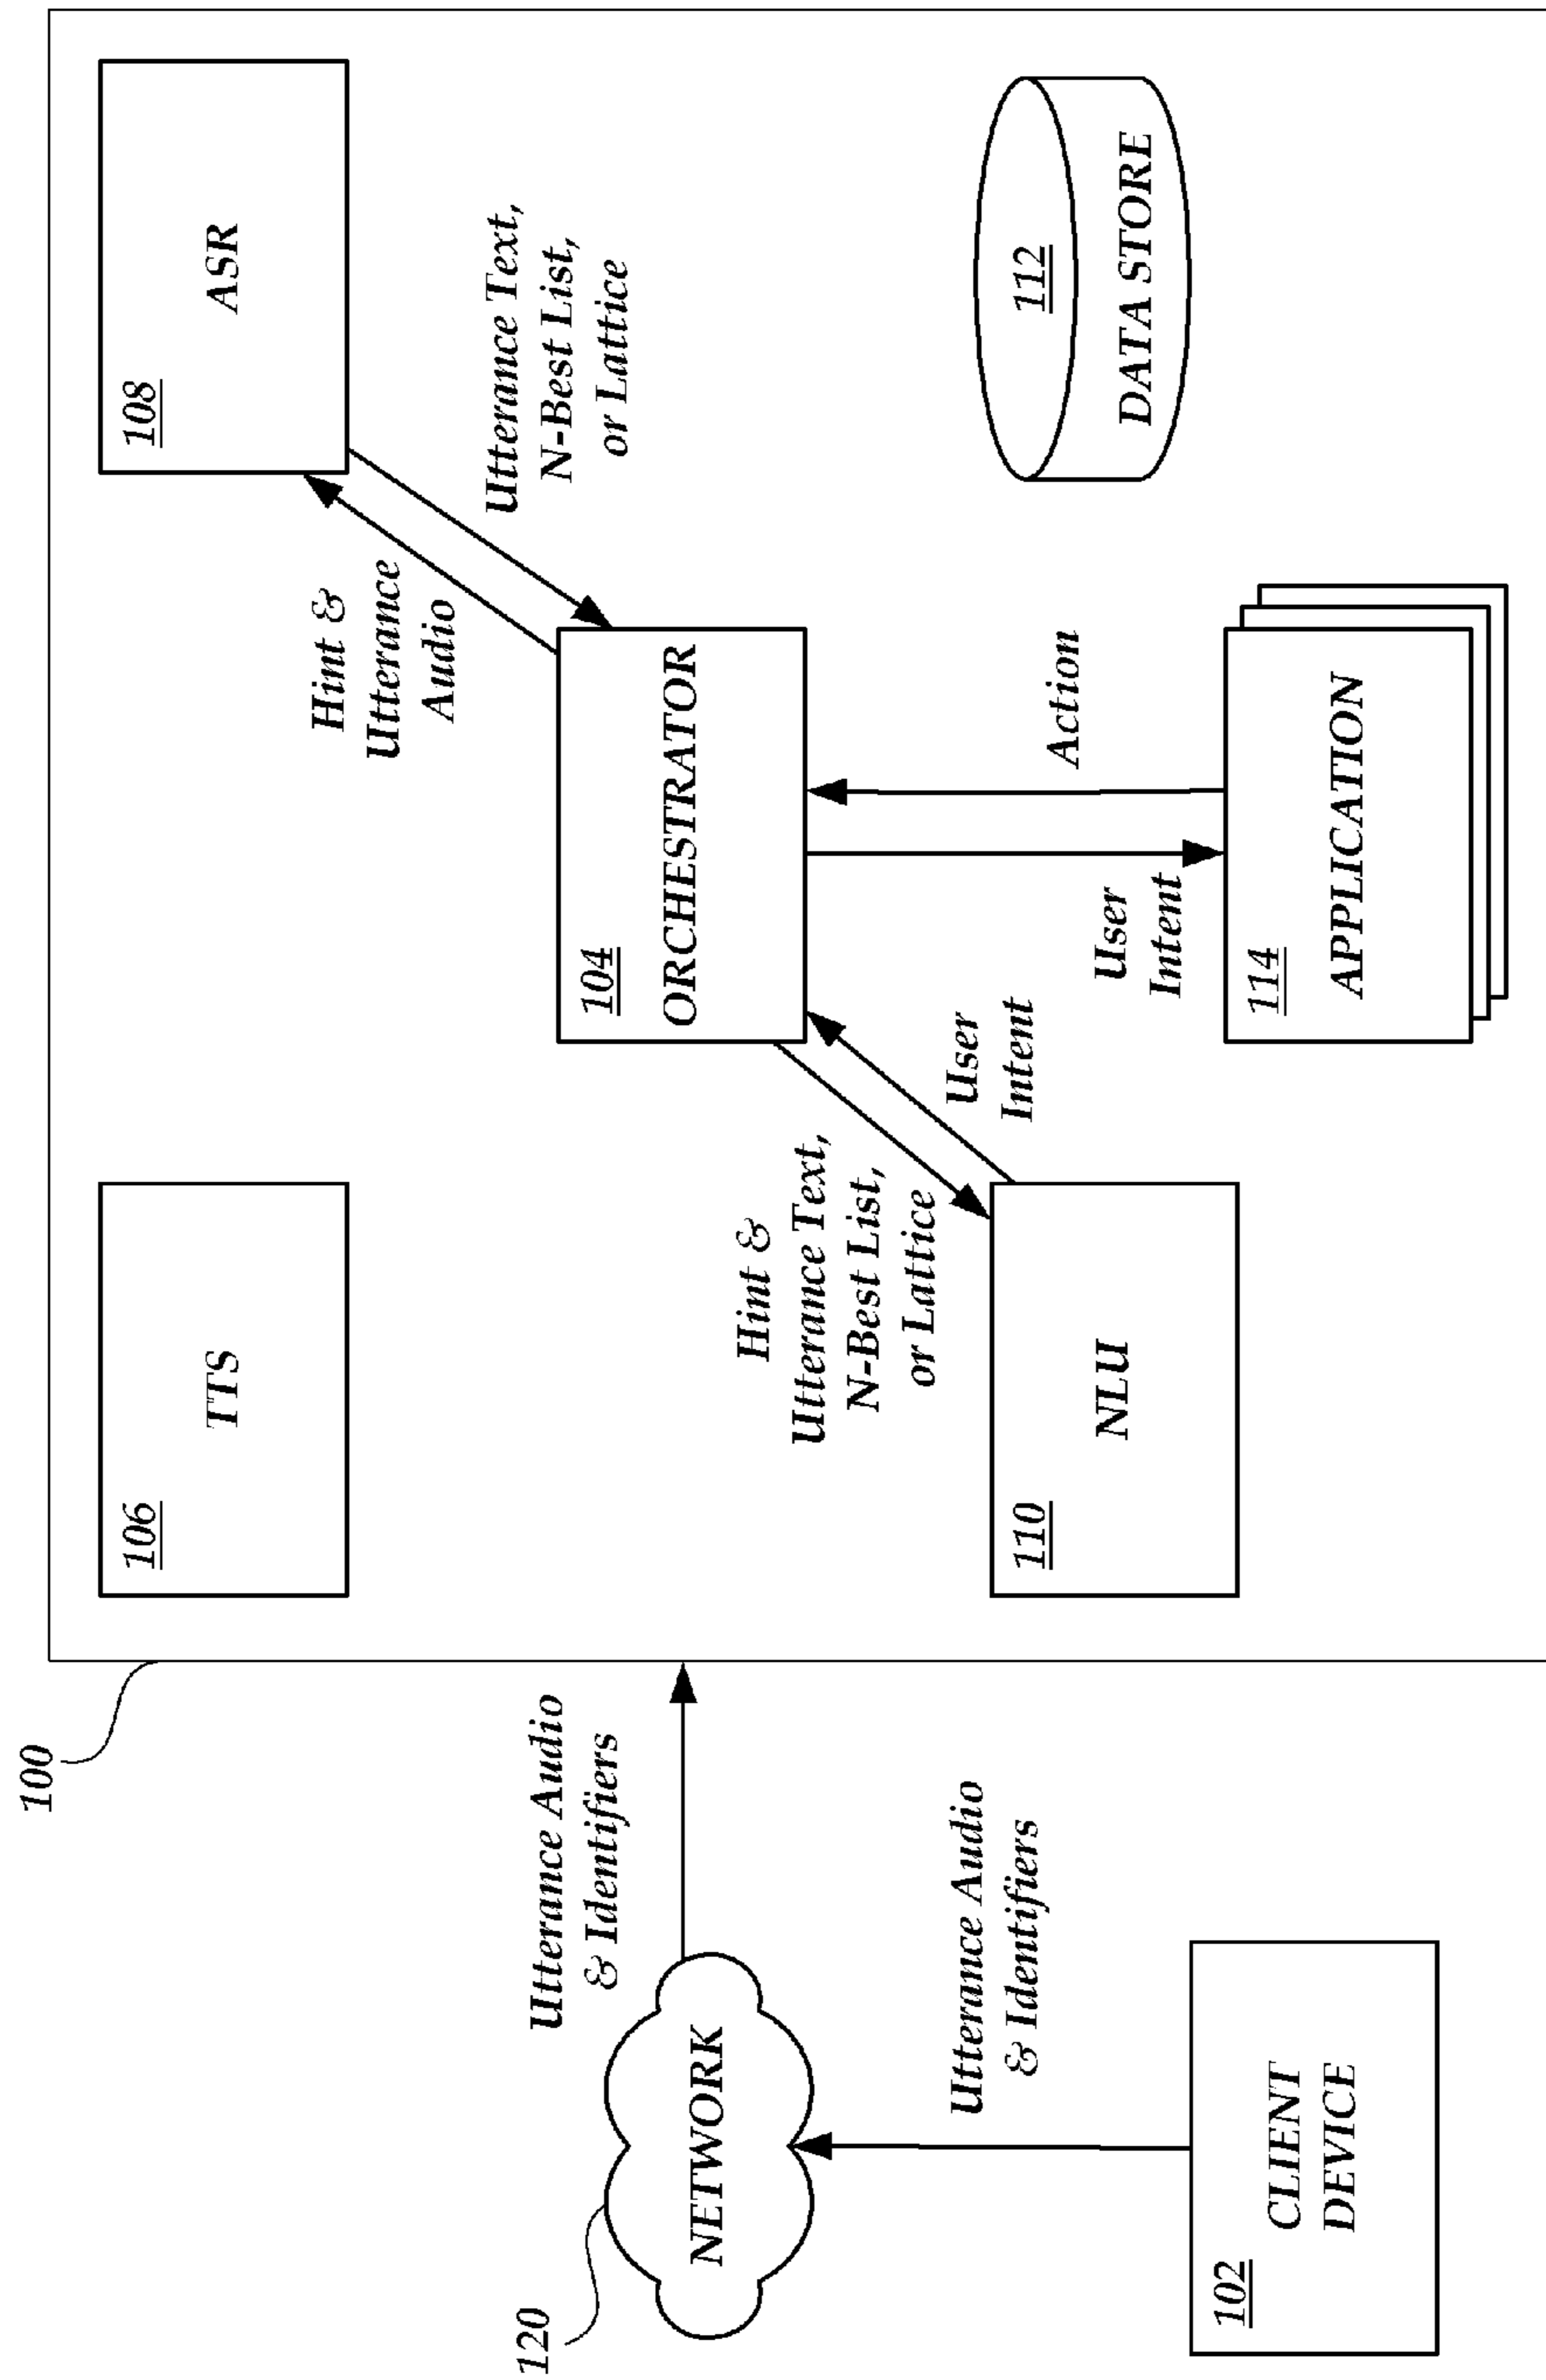 100
106
TTS
108
ASR
Hint &
Utterance
Audio
Utterance Text,
N-Best List,
or Lattice
120
NETWORK
Utterance Audio
& Identifiers
104
ORCHESTRATOR
Hint &
Utterance Text,
N-Best List,
or Lattice
User
Intent
Action
User
Intent
Utterance Audio
& Identifiers
102
CLIENT
DEVICE
110
NLU
114
APPLICATION
112
DATA STORE